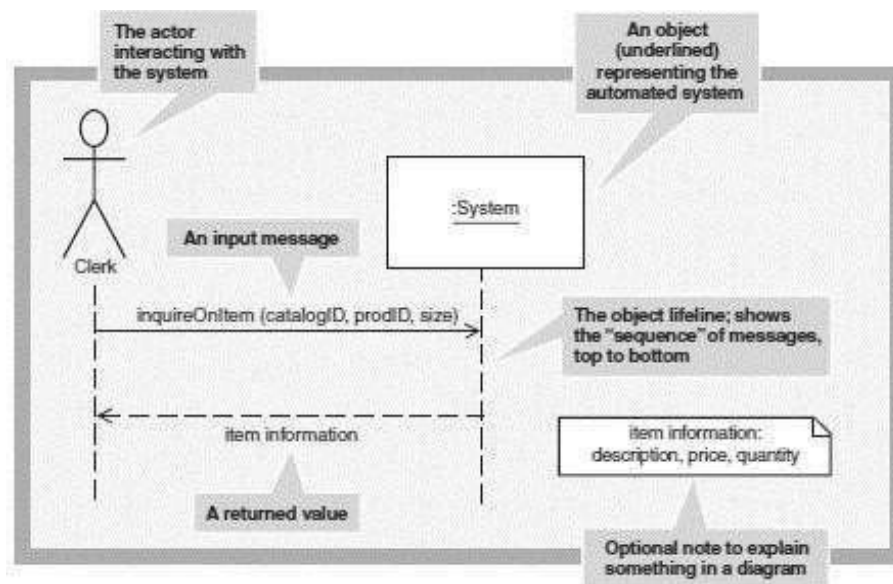 The actor
interacting with
the system
An object
(underlined)
representing the
automated system
:System
An input message
Clerk
inquireOnItem (catalogID, prodID, size)
The object lifeline; shows
the “sequence” of messages,
top to bottom
item information
item information:
description, price, quantity
A returned value
Optional note to explain
something in a diagram